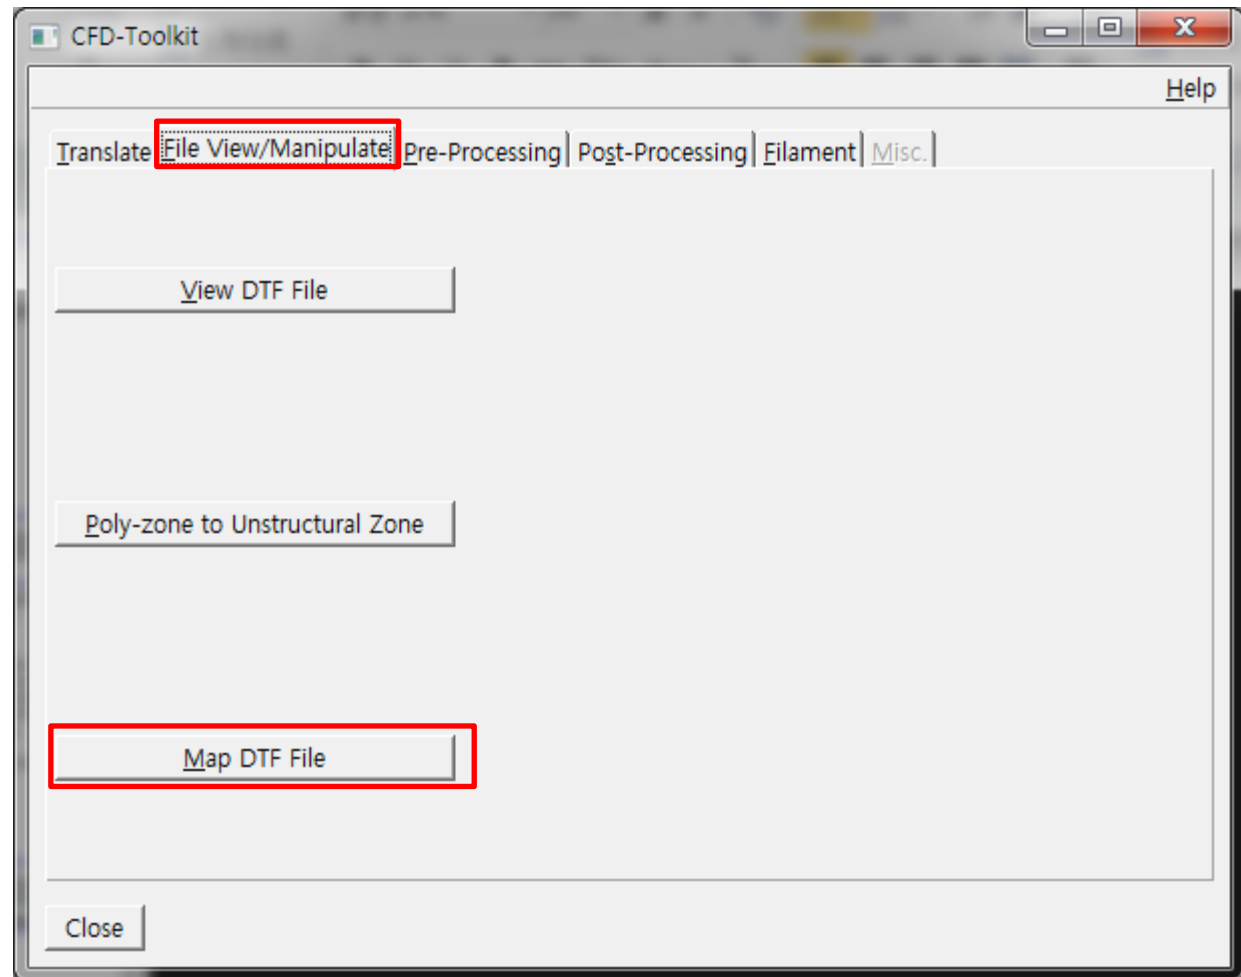 CFD-Toolkit
Help
Translate File View/Manipulate Pre-Processing Post-Processing Filament Misc.
View DTF File
Poly-zone to Unstructural Zone
Map DTF File
Close